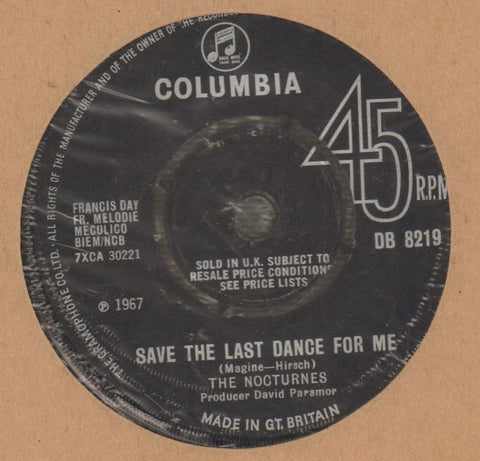 ·ALL RIGHTS OF THE MANUFACTURER AND OF THE OWNER OF THE RECORDED
COLUMBIA
45
R.P.M
FRANCIS DAY
FR. MELODIE
MECOLICO
BIEM/NCB
7XCA 30221
DB 8219
SOLD IN U.K. SUBJECT TO
RESALE PRICE CONDITIONS
SEE PRICE LISTS
℗ 1967
SAVE THE LAST DANCE FOR ME
(Magine—Hirsch)
THE NOCTURNES
Producer David Paramor
MADE IN GT. BRITAIN
THE GRAMOPHONE CO. LTD.